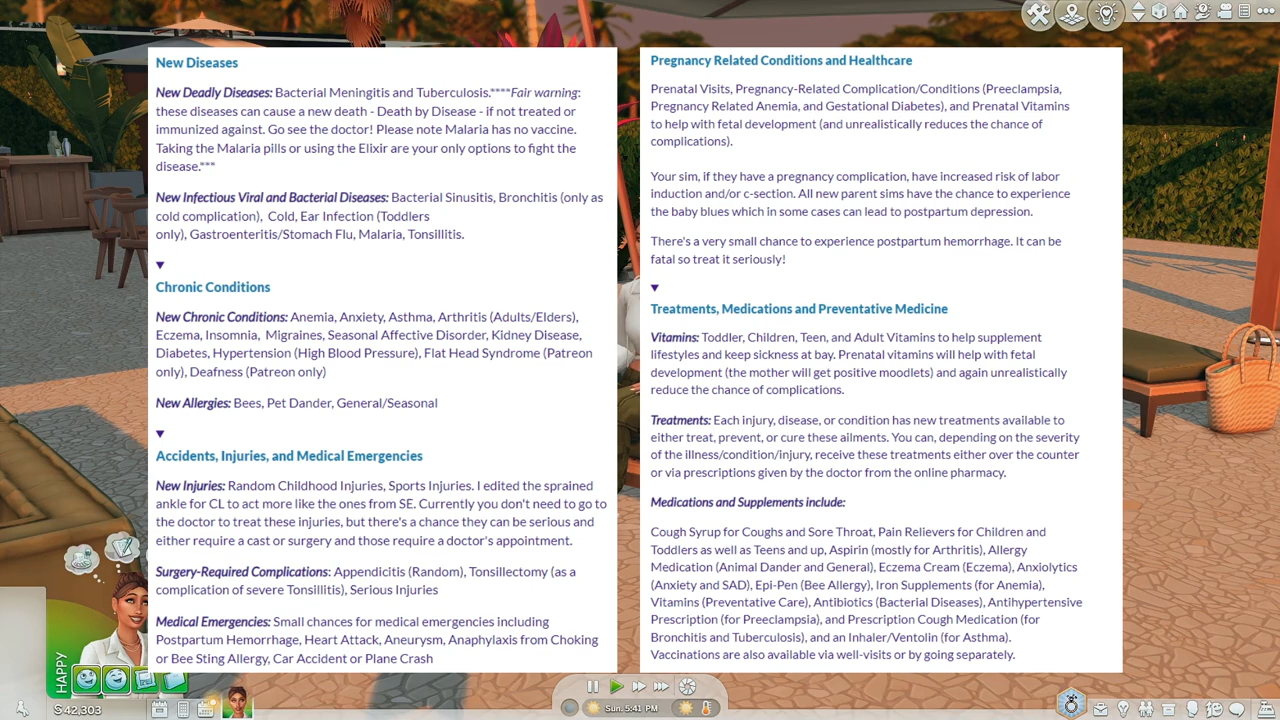 New Diseases
New Deadly Diseases: Bacterial Meningitis and Tuberculosis.****Fair warning:
these diseases can cause a new death - Death by Disease - if not treated or
immunized against. Go see the doctor! Please note Malaria has no vaccine.
Taking the Malaria pills or using the Elixir are your only options to fight the
disease.***
New Infectious Viral and Bacterial Diseases: Bacterial Sinusitis, Bronchitis (only as
cold complication), Cold, Ear Infection (Toddlers
only), Gastroenteritis/Stomach Flu, Malaria, Tonsillitis.
Chronic Conditions
New Chronic Conditions: Anemia, Anxiety, Asthma, Arthritis (Adults/Elders),
Eczema, Insomnia, Migraines, Seasonal Affective Disorder, Kidney Disease,
Diabetes, Hypertension (High Blood Pressure), Flat Head Syndrome (Patreon
only), Deafness (Patreon only)
New Allergies: Bees, Pet Dander, General/Seasonal
Accidents, Injuries, and Medical Emergencies
New Injuries: Random Childhood Injuries, Sports Injuries. I edited the sprained
ankle for CL to act more like the ones from SE. Currently you don't need to go to
the doctor to treat these injuries, but there's a chance they can be serious and
either require a cast or surgery and those require a doctor's appointment.
Surgery-Required Complications: Appendicitis (Random), Tonsillectomy (as a
complication of severe Tonsillitis), Serious Injuries
Medical Emergencies: Small chances for medical emergencies including
Postpartum Hemorrhage, Heart Attack, Aneurysm, Anaphylaxis from Choking
or Bee Sting Allergy, Car Accident or Plane Crash
Pregnancy Related Conditions and Healthcare
Prenatal Visits, Pregnancy-Related Complication/Conditions (Preeclampsia,
Pregnancy Related Anemia, and Gestational Diabetes), and Prenatal Vitamins
to help with fetal development (and unrealistically reduces the chance of
complications).
Your sim, if they have a pregnancy complication, have increased risk of labor
induction and/or c-section. All new parent sims have the chance to experience
the baby blues which in some cases can lead to postpartum depression.
There's a very small chance to experience postpartum hemorrhage. It can be
fatal so treat it seriously!
Treatments, Medications and Preventative Medicine
Vitamins: Toddler, Children, Teen, and Adult Vitamins to help supplement
lifestyles and keep sickness at bay. Prenatal vitamins will help with fetal
development (the mother will get positive moodlets) and again unrealistically
reduce the chance of complications.
Treatments: Each injury, disease, or condition has new treatments available to
either treat, prevent, or cure these ailments. You can, depending on the severity
of the illness/condition/injury, receive these treatments either over the counter
or via prescriptions given by the doctor from the online pharmacy.
Medications and Supplements include:
Cough Syrup for Coughs and Sore Throat, Pain Relievers for Children and
Toddlers as well as Teens and up, Aspirin (mostly for Arthritis), Allergy
Medication (Animal Dander and General), Eczema Cream (Eczema), Anxiolytics
(Anxiety and SAD), Epi-Pen (Bee Allergy), Iron Supplements (for Anemia),
Vitamins (Preventative Care), Antibiotics (Bacterial Diseases), Antihypertensive
Prescription (for Preeclampsia), and Prescription Cough Medication (for
Bronchitis and Tuberculosis), and an Inhaler/Ventolin (for Asthma).
Vaccinations are also available via well-visits or by going separately.
HAPPY
§42,303
Sun. 5:41 PM